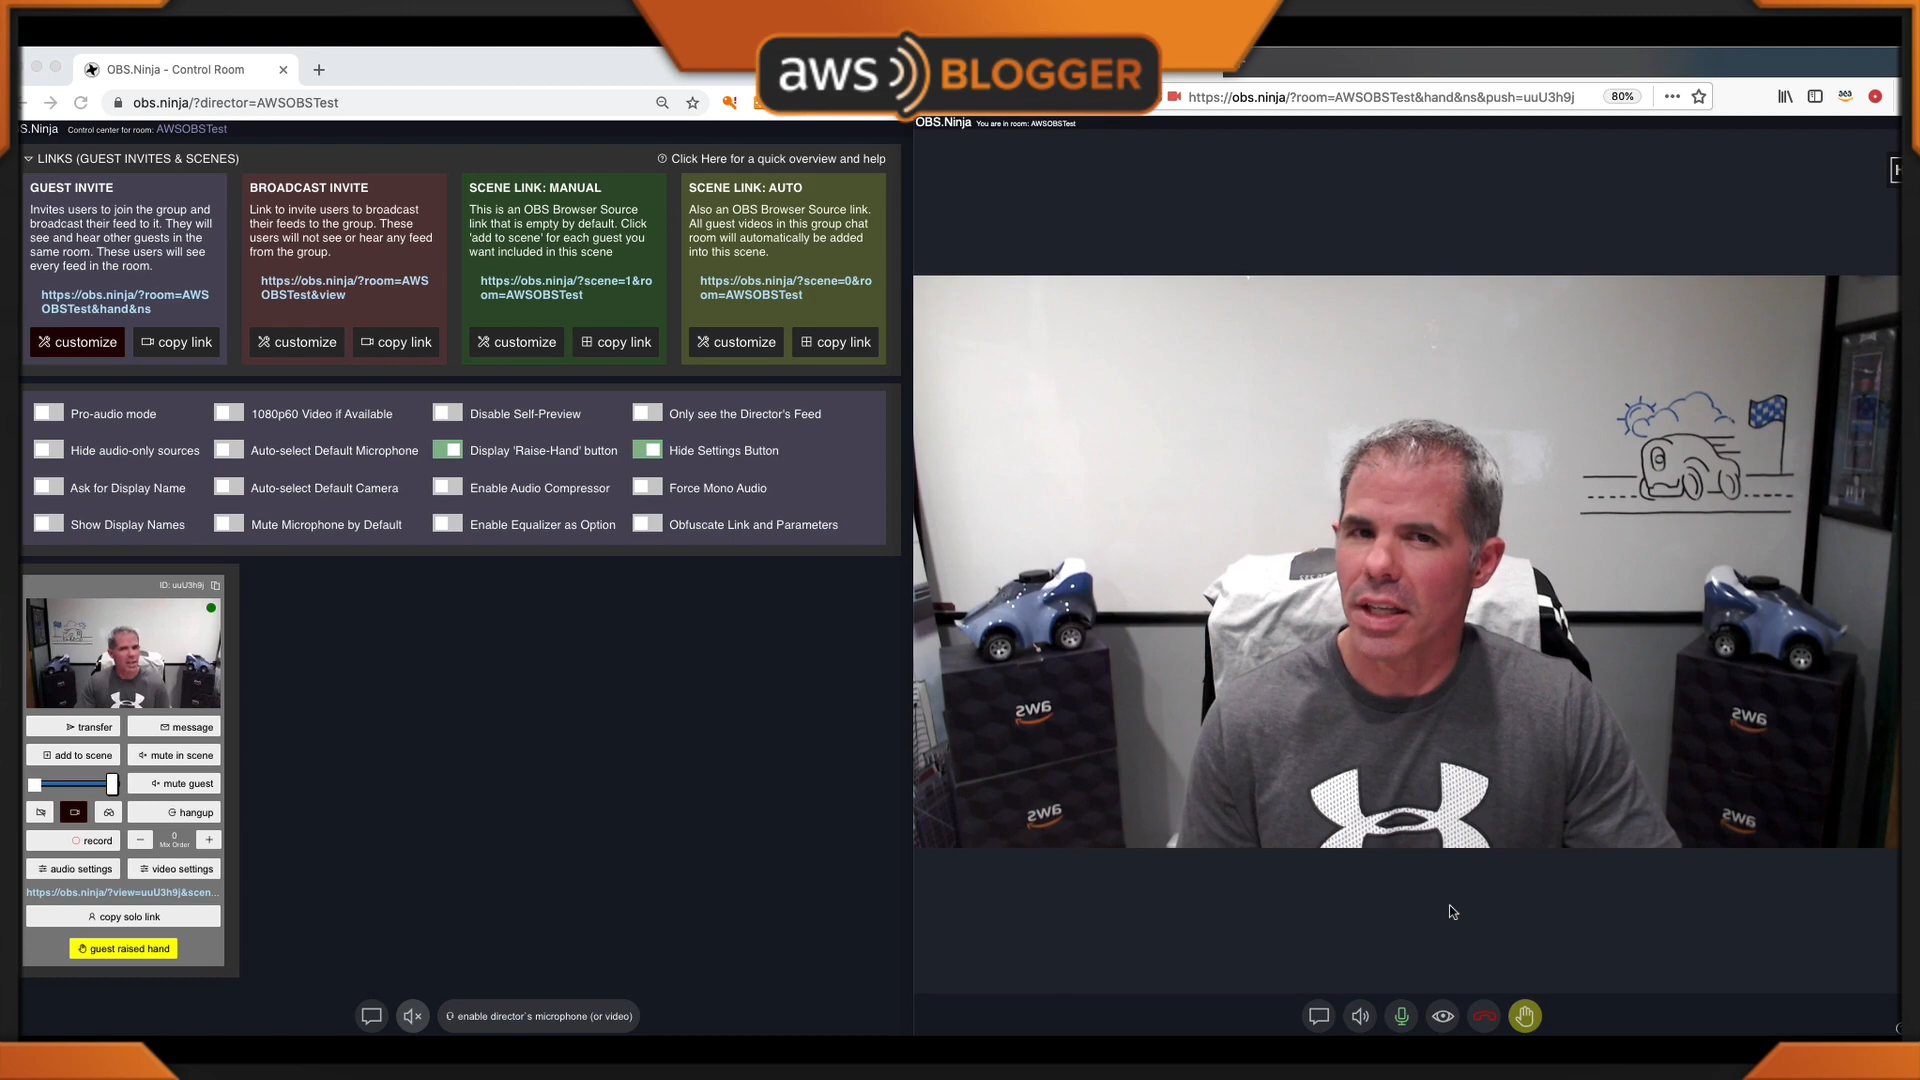 aws BLOGGER
OBS.Ninja - Control Room
obs.ninja/?director=AWSOBSTest
S.Ninja Control center for room: AWSOBSTest
LINKS (GUEST INVITES & SCENES)
Click Here for a quick overview and help
GUEST INVITE
Invites users to join the group and
broadcast their feed to it. They will
see and hear other guests in the
same room. These users will see
every feed in the room.
https://obs.ninja/?room=AWS
OBSTest&hand&ns
customize
copy link
BROADCAST INVITE
Link to invite users to broadcast
their feeds to the group. These
users will not see or hear any feed
from the group.
https://obs.ninja/?room=AWS
OBSTest&view
customize
copy link
SCENE LINK: MANUAL
This is an OBS Browser Source
link that is empty by default. Click
'add to scene' for each guest you
want included in this scene
https://obs.ninja/?scene=1&ro
om=AWSOBSTest
customize
copy link
SCENE LINK: AUTO
Also an OBS Browser Source link.
All guest videos in this group chat
room will automatically be added
into this scene.
https://obs.ninja/?scene=0&ro
om=AWSOBSTest
customize
copy link
Pro-audio mode
1080p60 Video if Available
Disable Self-Preview
Only see the Director's Feed
Hide audio-only sources
Auto-select Default Microphone
Display 'Raise-Hand' button
Hide Settings Button
Ask for Display Name
Auto-select Default Camera
Enable Audio Compressor
Force Mono Audio
Show Display Names
Mute Microphone by Default
Enable Equalizer as Option
Obfuscate Link and Parameters
ID: uuU3h9j
transfer
message
add to scene
mute in scene
mute guest
hangup
record
0
Mix Order
audio settings
video settings
https://obs.ninja/?view=uuU3h9j&scen...
copy solo link
guest raised hand
enable director's microphone (or video)
https://obs.ninja/?room=AWSOBSTest&hand&ns&push=uuU3h9j
80%
OBS.Ninja You are in room: AWSOBSTest
aws
aws
aws
aws